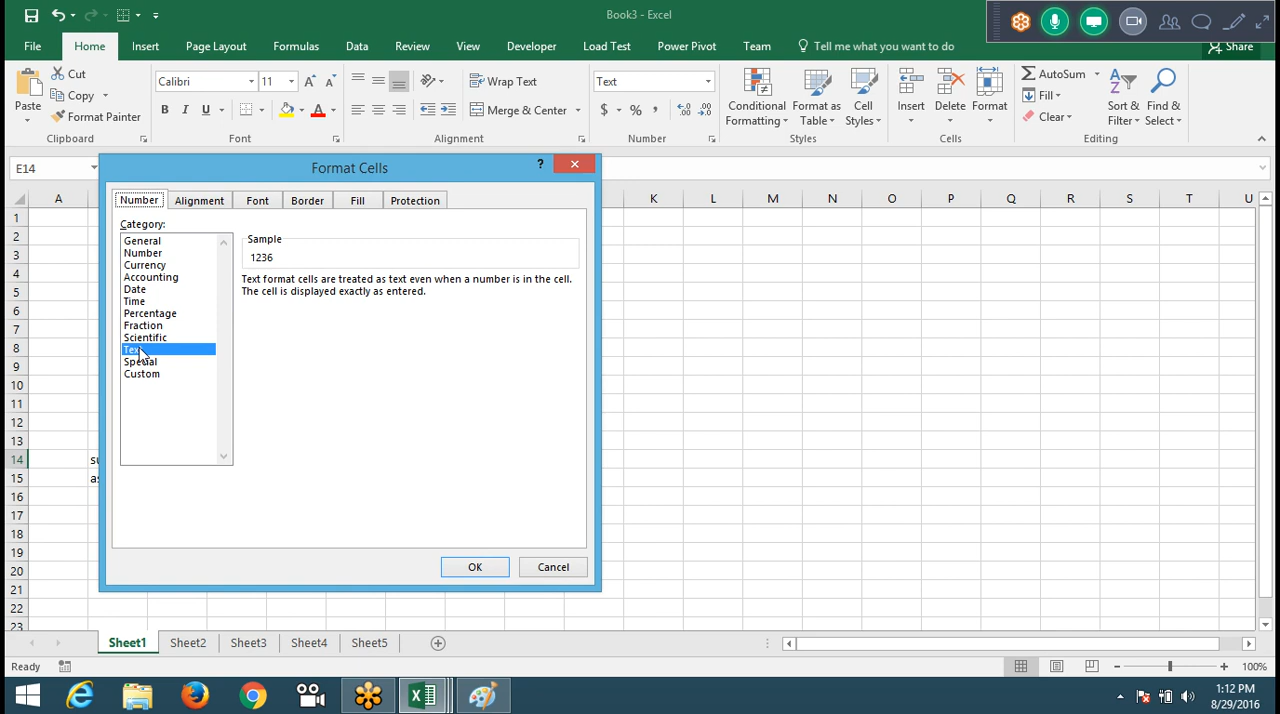 Book3 - Excel
File Home Insert Page Layout Formulas Data Review View Developer Load Test Power Pivot Team Tell me what you want to do Share
Paste
Cut
Copy
Format Painter
Clipboard
Calibri 11
B I U
Font
Wrap Text
Merge & Center
Alignment
Text
$ % ,
Number
Conditional Formatting
Format as Table
Cell Styles
Styles
Insert Delete Format
Cells
AutoSum
Fill
Clear
Sort & Filter
Find & Select
Editing
E14
Format Cells
Number Alignment Font Border Fill Protection
Category:
General
Number
Currency
Accounting
Date
Time
Percentage
Fraction
Scientific
Text
Special
Custom
Sample
1236
Text format cells are treated as text even when a number is in the cell.
The cell is displayed exactly as entered.
OK Cancel
A K L M N O P Q R S T U
1
2
3
4
5
6
7
8
9
10
11
12
13
14
15
16
17
18
19
20
21
22
23
Sheet1 Sheet2 Sheet3 Sheet4 Sheet5
Ready
100%
1:12 PM
8/29/2016